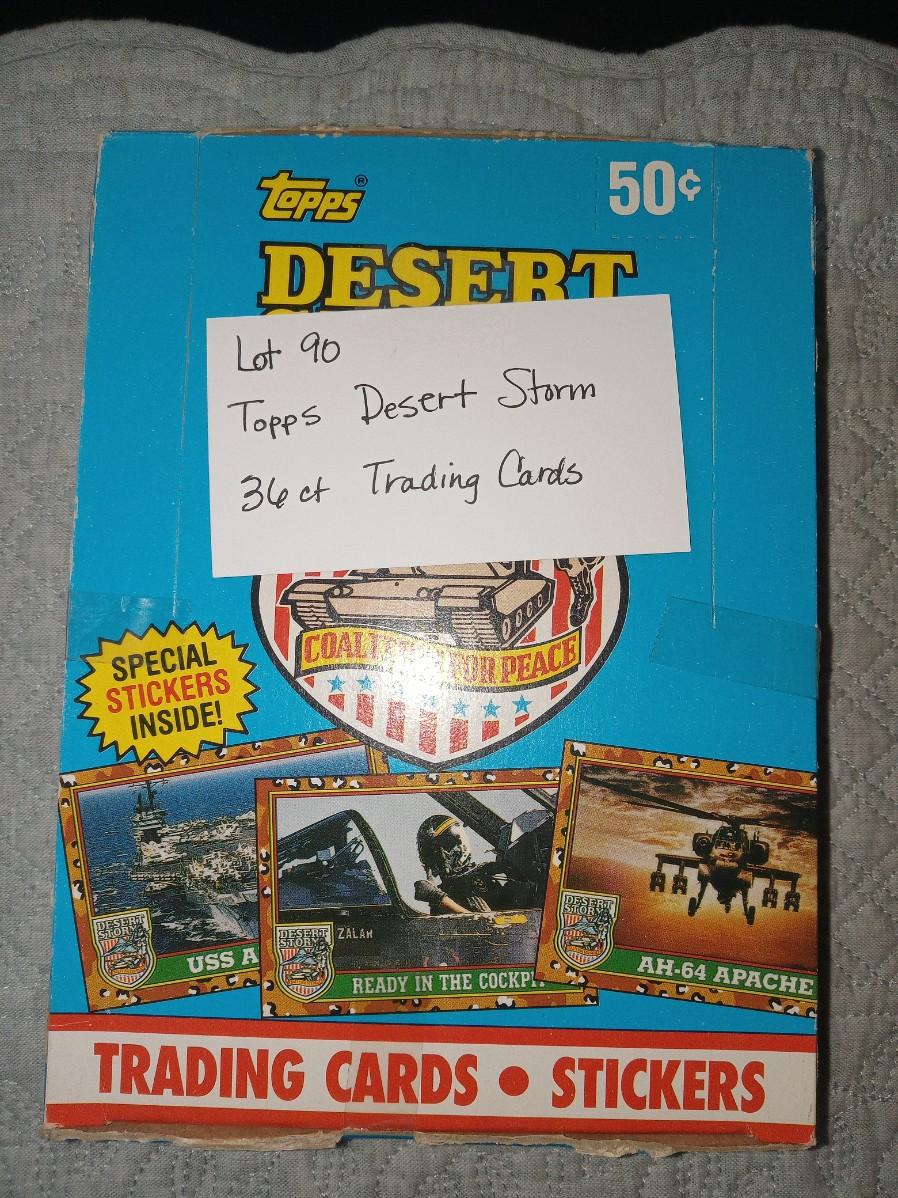 TOPPS®
50¢
DESERT
Lot 90
Topps Desert Storm
36 ct Trading Cards
FOR PEACE
SPECIAL
STICKERS
INSIDE!
DESERT
STORM
USS A
DESERT
STORM
ZALAR
READY IN THE COCKPI
DESERT
STORM
AH-64 APACHE
TRADING CARDS • STICKERS